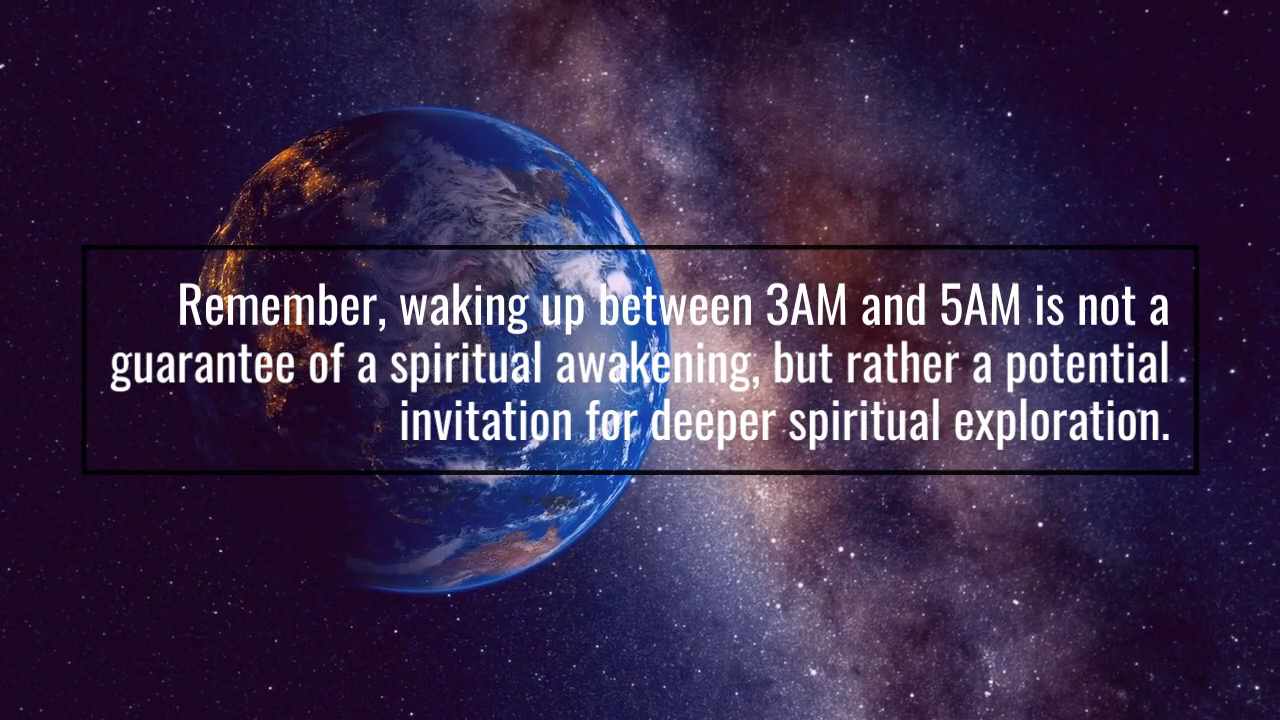 Remember, waking up between 3AM and 5AM is not a
guarantee of a spiritual awakening, but rather a potential
invitation for deeper spiritual exploration.